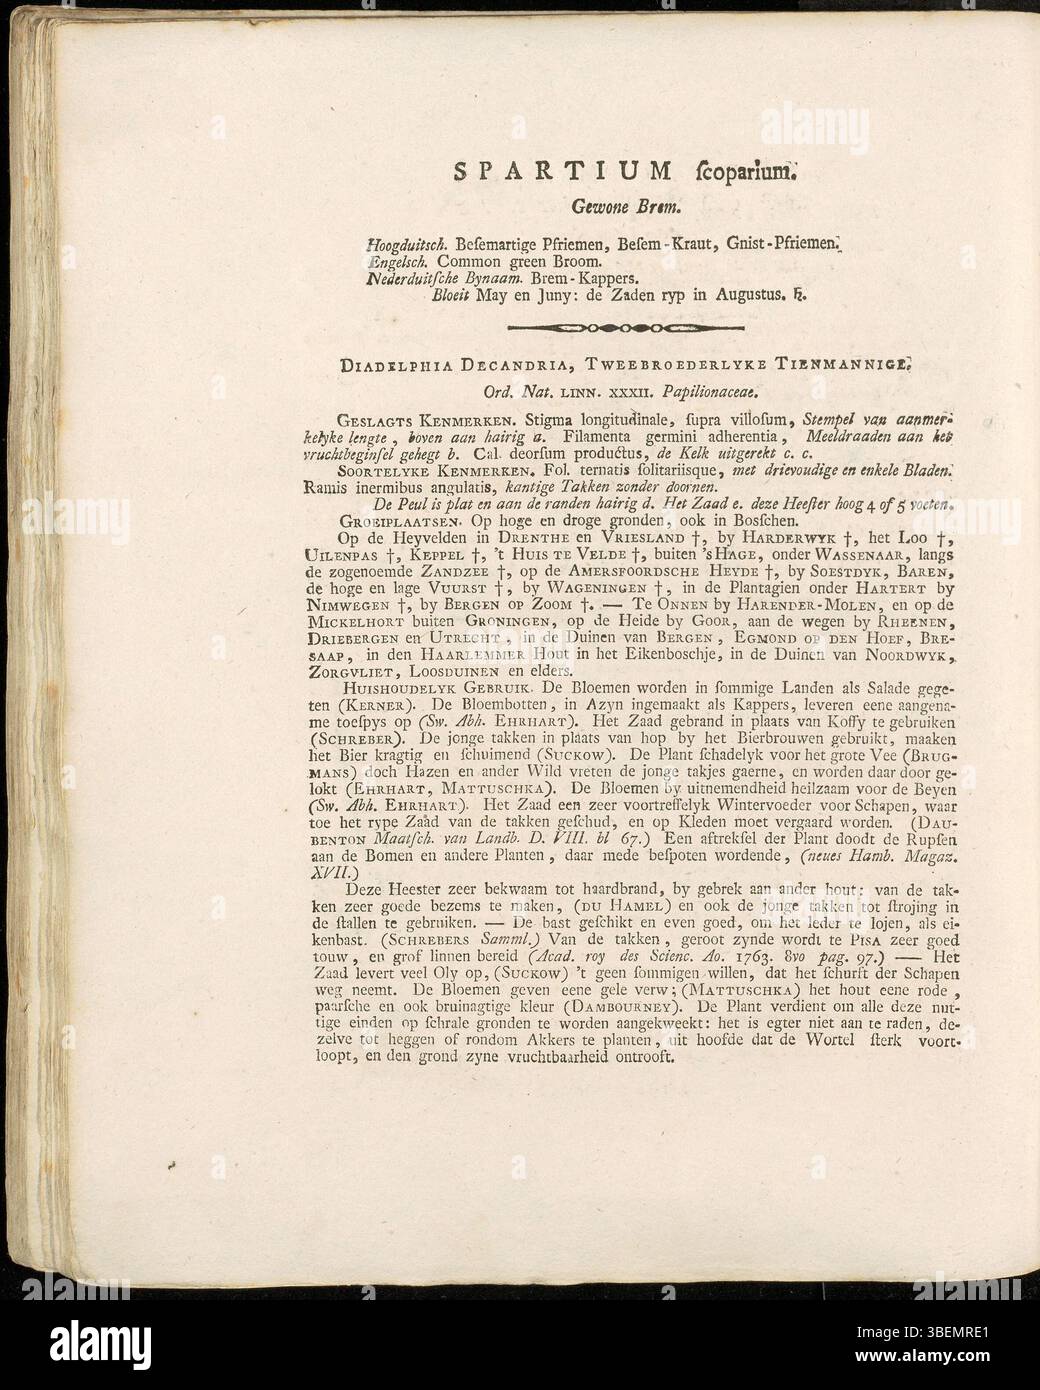 SPARTIUM ſcoparium.
Gewone Brem.
Hoogduitsch. Beſemartige Pfriemen, Beſem-Kraut, Gnist-Pfriemen.
Engelsch. Common green Broom.
Nederduitſche Bynaam. Brem-Kappers.
Bloeit May en Juny: de Zaden ryp in Augustus. ♄.
DIADELPHIA DECANDRIA, TWEEBROEDERLYKE TIENMANNIGE.
Ord. Nat. LINN. XXXII. Papilionaceae.
GESLAGTS KENMERKEN. Stigma longitudinale, ſupra villoſum, Stempel van aanmer-
kelyke lengte, boven aan hairig a. Filamenta germini adherentia, Meeldraaden aan het
vruchtbeginſel gehegt b. Cal. deorſum productus, de Kelk uitgerekt c. c.
SOORTELYKE KENMERKEN. Fol. ternatis ſolitariisque, met drievoudige en enkele Bladen.
Ramis inermibus angulatis, kantige Takken zonder doornen.
De Peul is plat en aan de randen hairig d. Het Zaad e. deze Heeſter hoog 4 of 5 voeten.
GROEIPLAATSEN. Op hoge en droge gronden, ook in Bosſchen.
Op de Heyvelden in DRENTHE en VRIESLAND †, by HARDERWYK †, het LOO †,
UILENPAS †, KEPPEL †, 't HUIS TE VELDE †, buiten 'sHAGE, onder WASSENAAR, langs
de zogenoemde ZANDZEE †, op de AMERSFOORDSCHE HEYDE †, by SOESTDYK, BAREN,
de hoge en lage VUURST †, by WAGENINGEN †, in de Plantagien onder HARTERT by
NIMWEGEN †, by BERGEN OP ZOOM †. — Te ONNEN by HARENDER-MOLEN, en op de
MICKELHORT buiten GRONINGEN, op de Heide by GOOR, aan de wegen by RHEENEN,
DRIEBERGEN en UTRECHT, in de Duinen van BERGEN, EGMOND OP DEN HOEF, BRE-
SAAP, in den HAARLEMMER HOUT in het Eikenboschje, in de Duinen van NOORDWYK,
ZORGVLIET, LOOSDUINEN en elders.
HUISHOUDELYK GEBRUIK. De Bloemen worden in ſommige Landen als Salade gege-
ten (KERNER). De Bloembotten, in Azyn ingemaakt als Kappers, leveren eene aangena-
me toeſpys op (Sw. Abh. EHRHART). Het Zaad gebrand in plaats van Koffy te gebruiken
(SCHREBER). De jonge takken in plaats van hop by het Bierbrouwen gebruikt, maaken
het Bier kragtig en ſchuimend (SUCKOW). De Plant ſchadelyk voor het grote Vee (BRUG-
MANS) doch Hazen en ander Wild vreten de jonge takjes gaerne, en worden daar door ge-
lokt (EHRHART, MATTUSCHKA). De Bloemen by uitnemendheid heilzaam voor de Beyen
(Sw. Abh. EHRHART). Het Zaad een zeer voortreffelyk Wintervoeder voor Schapen, waar
toe het rype Zaad van de takken geſchud, en op Kleden moet vergaard worden. (DAU-
BENTON Maatſch. van Landb. D. VIII. bl 67.) Een aftrekſel der Plant doodt de Rupſen
aan de Bomen en andere Planten, daar mede beſpoten wordende, (neues Hamb. Magaz.
XVII.)
Deze Heester zeer bekwaam tot haardbrand, by gebrek aan ander hout: van de tak-
ken zeer goede bezems te maken, (DU HAMEL) en ook de jonge takken tot ſtrojing in
de ſtallen te gebruiken. — De bast geſchikt en even goed, om het leder te lojen, als ei-
kenbast. (SCHREBERS Samml.) Van de takken, geroot zynde wordt te PISA zeer goed
touw, en grof linnen bereid (Acad. roy des Scienc. Ao. 1763. 8vo pag. 97.) — Het
Zaad levert veel Oly op, (SUCKOW) 't geen ſommigen willen, dat het ſchurft der Schapen
weg neemt. De Bloemen geven eene gele verw; (MATTUSCHKA) het hout eene rode,
paarſche en ook bruinagtige kleur (DAMBOURNEY). De Plant verdient om alle deze nut-
tige einden op ſchrale gronden te worden aangekweekt: het is egter niet aan te raden, de-
zelve tot heggen of rondom Akkers te planten, uit hoofde dat de Wortel ſterk voort-
loopt, en den grond zyne vruchtbaarheid ontrooft.
alamy
Image ID: 3BEMRE1
www.alamy.com